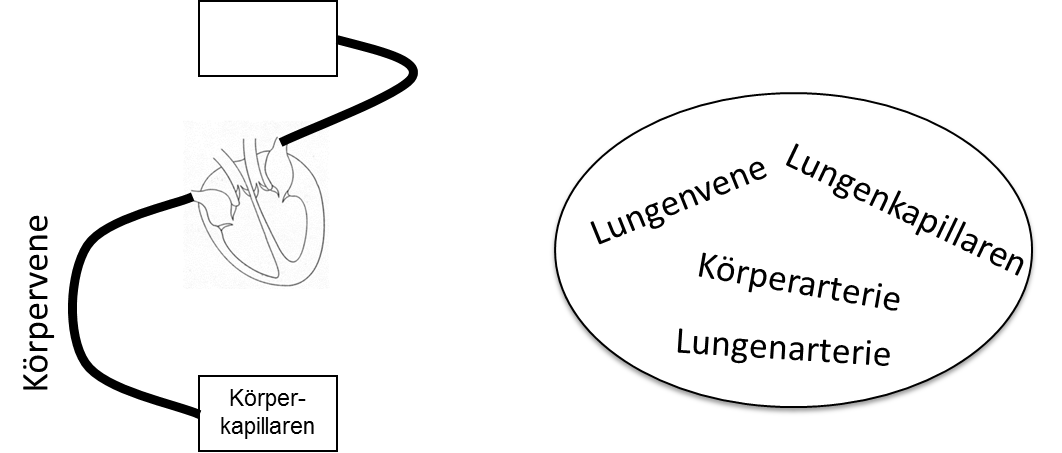 Körpervene
Körper-
kapillaren
Lungenvene
Lungenkapillaren
Körperarterie
Lungenarterie